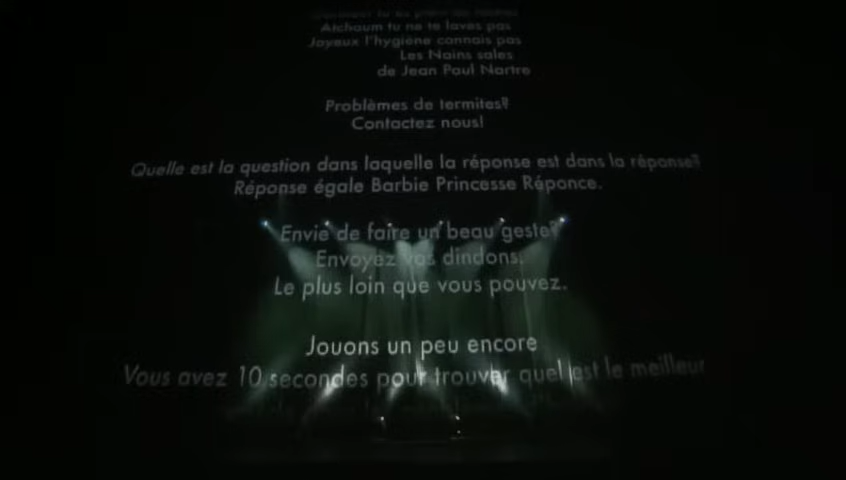 Atchoum tu ne te laves pas
Joyeux l'hygiène connais pas
Les Nains sales
de Jean Paul Nartre
Problèmes de termites?
Contactez nous!
Quelle est la question dans laquelle la réponse est dans la réponse?
Réponse égale Barbie Princesse Réponce.
Envie de faire un beau geste?
Envoyez vos dindons.
Le plus loin que vous pouvez.
Jouons un peu encore
Vous avez 10 secondes pour trouver quel est le meilleur